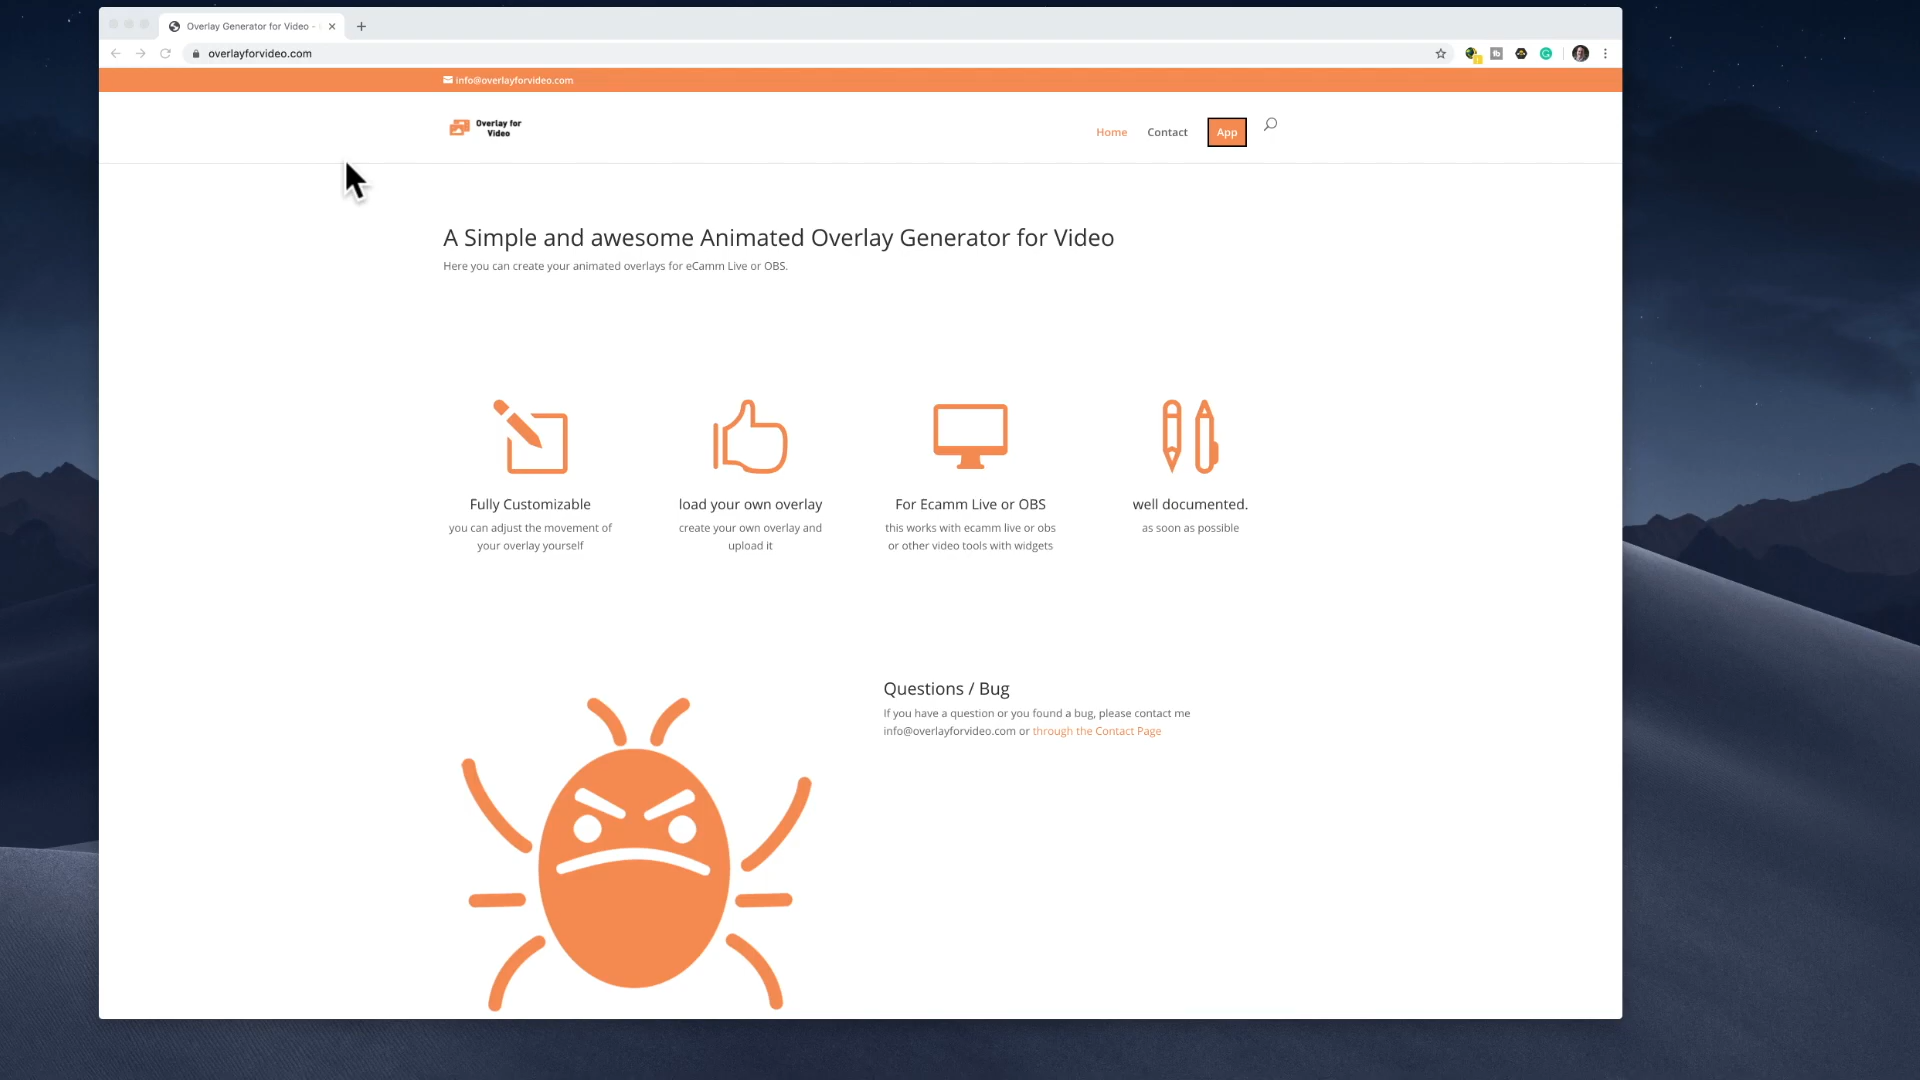 Overlay Generator for Video -
overlayforvideo.com
info@overlayforvideo.com
Overlay for
Video
Home
Contact
App
A Simple and awesome Animated Overlay Generator for Video
Here you can create your animated overlays for eCamm Live or OBS.
Fully Customizable
you can adjust the movement of
your overlay yourself
load your own overlay
create your own overlay and
upload it
For Ecamm Live or OBS
this works with ecamm live or obs
or other video tools with widgets
well documented.
as soon as possible
Questions / Bug
If you have a question or you found a bug, please contact me
info@overlayforvideo.com or through the Contact Page